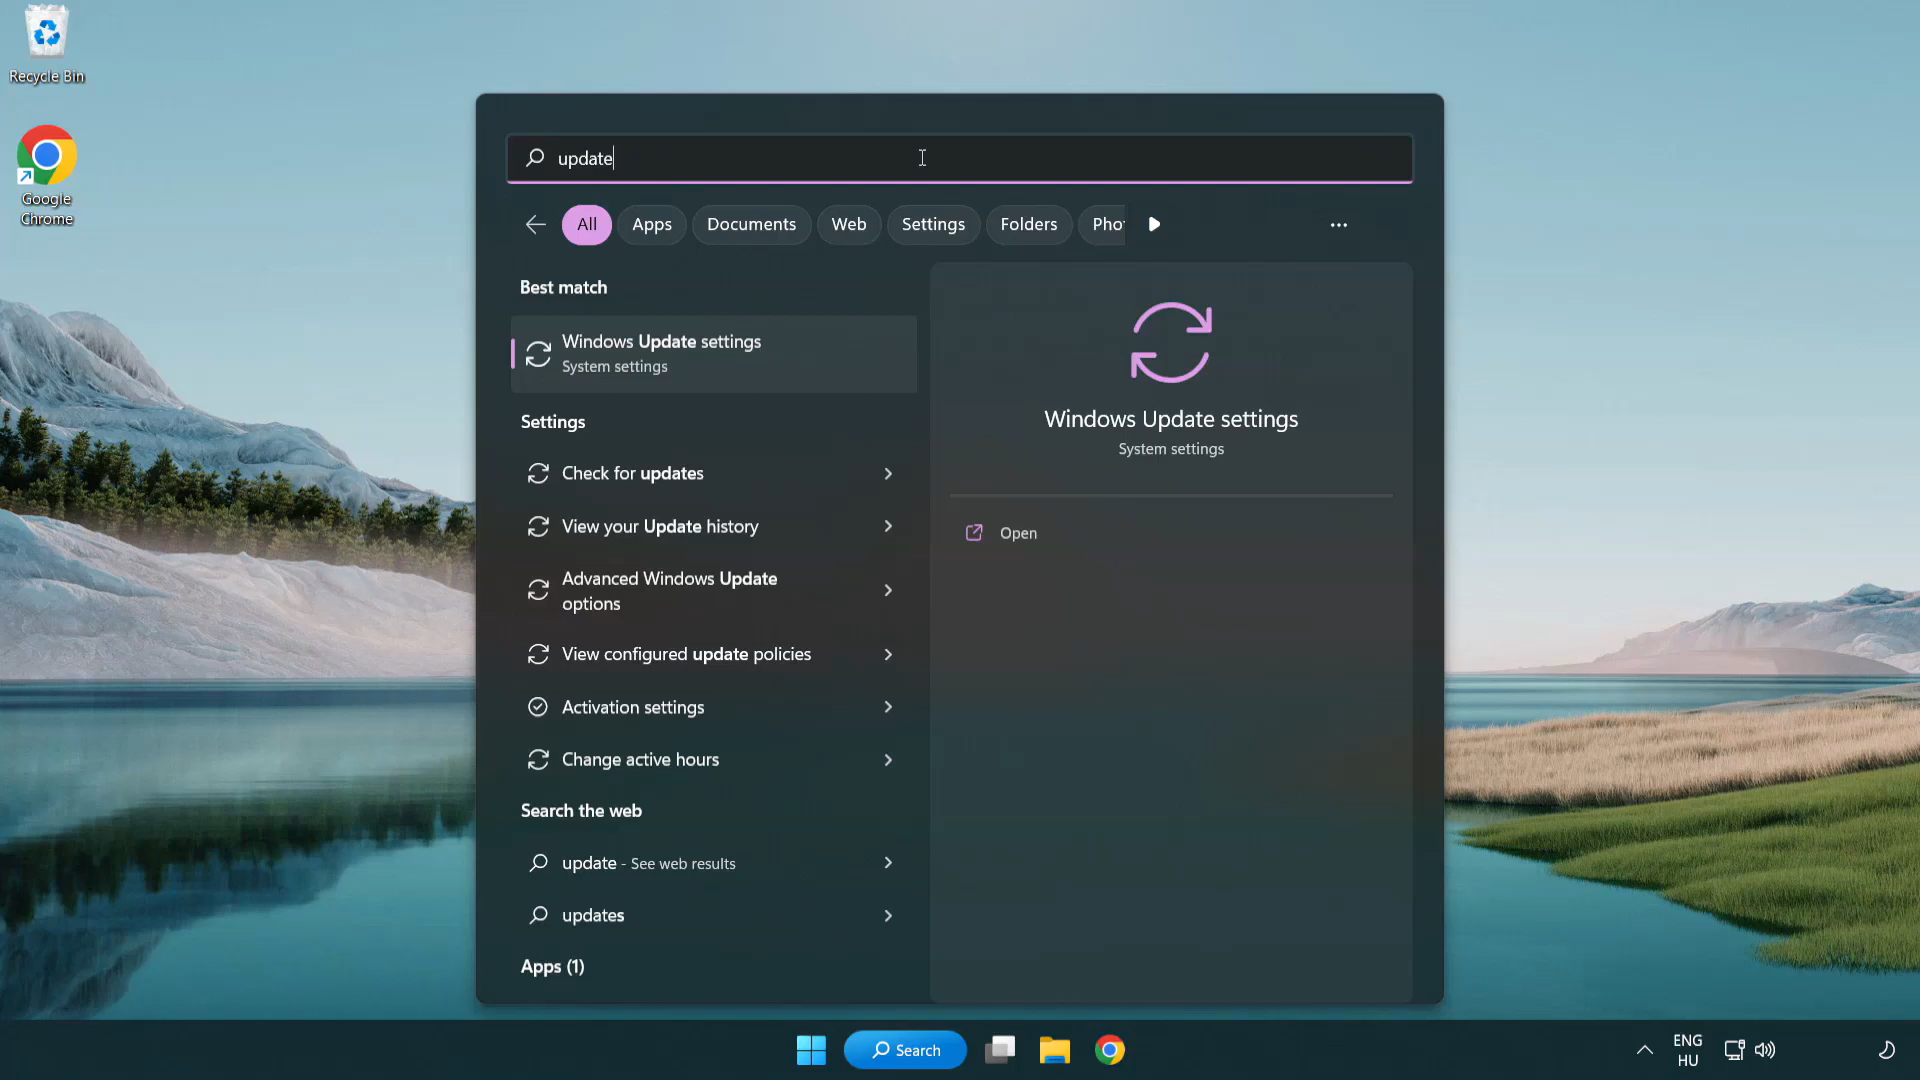 Recycle Bin
Google
Chrome
update
All
Apps
Documents
Web
Settings
Folders
Pho
Best match
Windows Update settings
System settings
Settings
Check for updates
View your Update history
Advanced Windows Update
options
View configured update policies
Activation settings
Change active hours
Search the web
update - See web results
updates
Apps (1)
Windows Update settings
System settings
Open
Search
ENG
HU